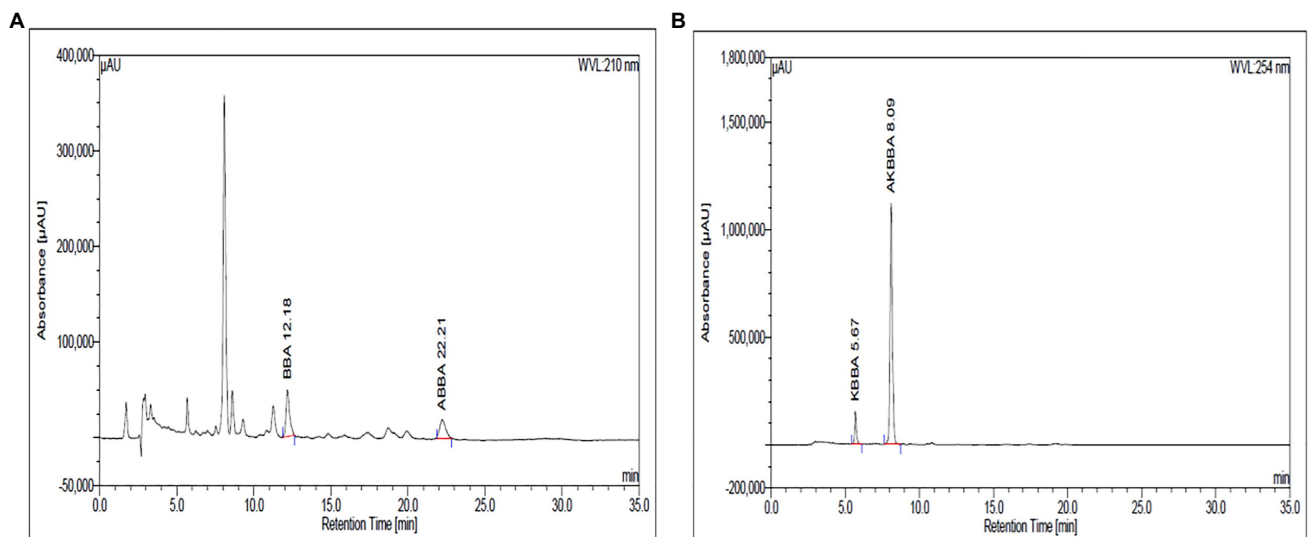 A
400,000
µAU
WVL:210 nm
300,000
200,000
100,000
-50,000
Absorbance [µAU]
BBA 12.18
ABBA 22.21
min
0.0 5.0 10.0 15.0 20.0 25.0 30.0 35.0
Retention Time [min]
B
1,800,000
µAU
WVL:254 nm
1,500,000
1,000,000
500,000
-200,000
Absorbance [µAU]
KBBA 5.67
AKBBA 8.09
min
0.0 5.0 10.0 15.0 20.0 25.0 30.0 35.0
Retention Time [min]